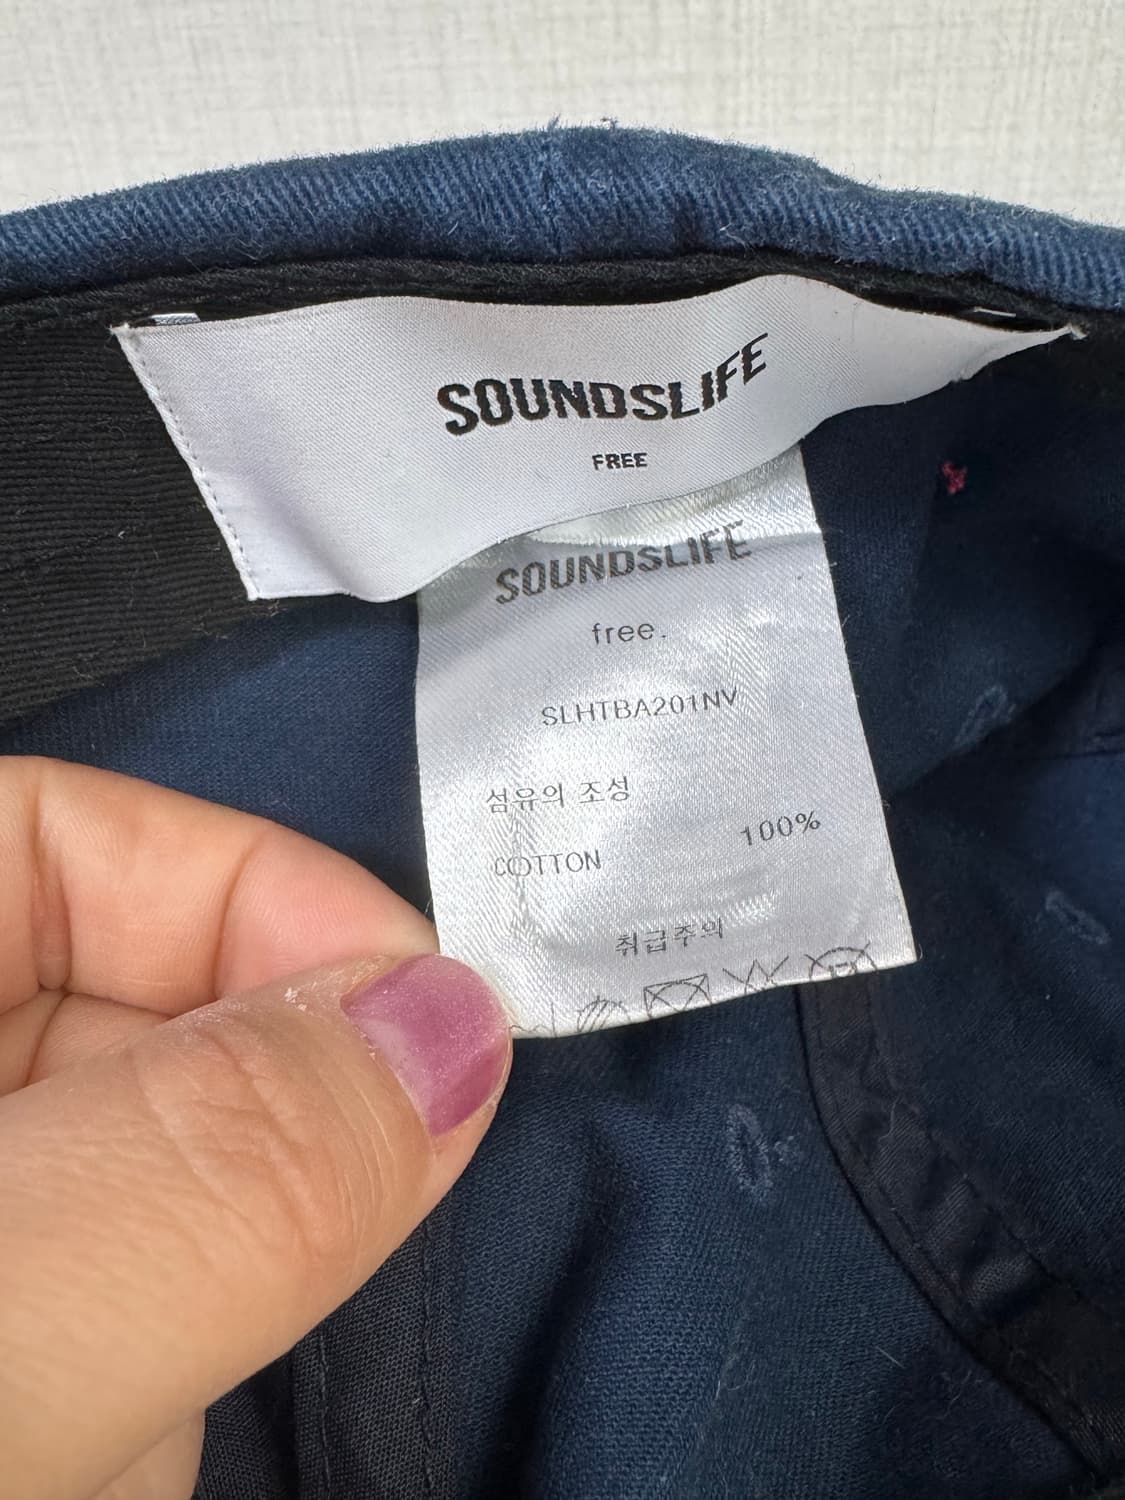 SOUNDSLIFE
FREE
SOUNDSLIFE
free.
SLHTBA201NV
섬유의 조성
COTTON 100%
취급주의